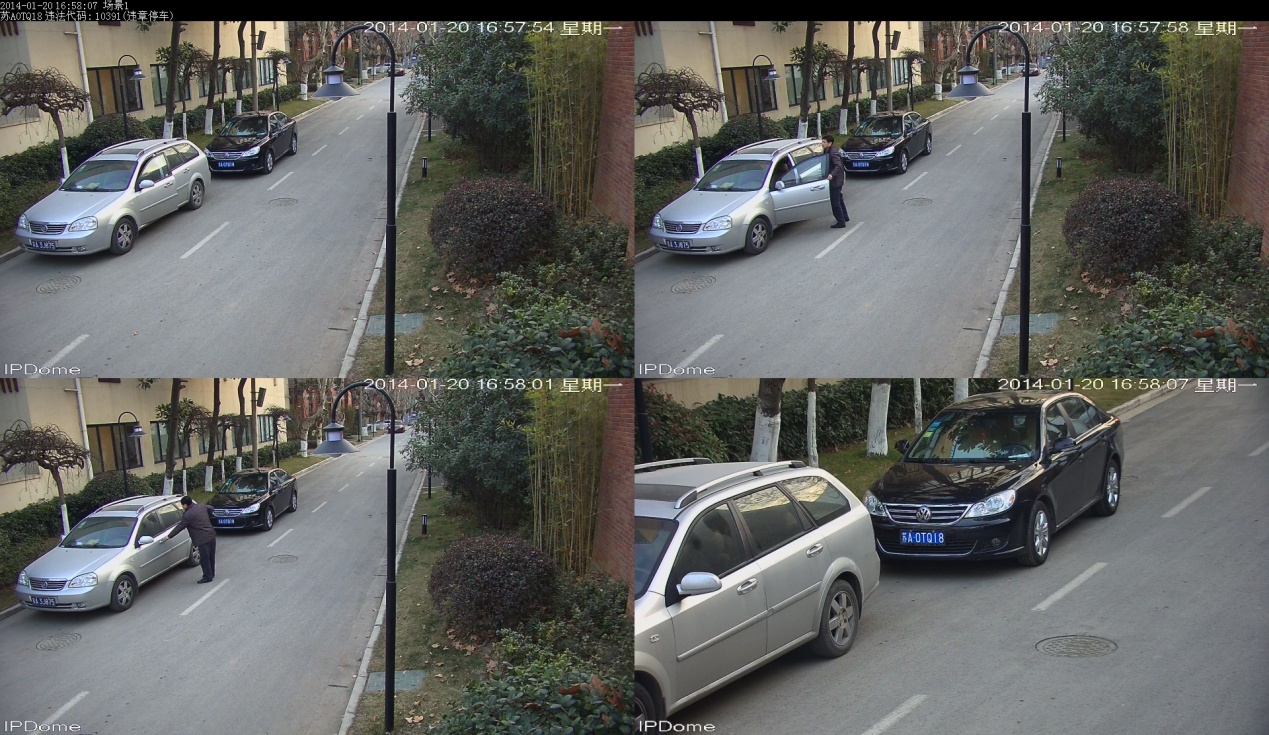 2014-01-20 16:58:07 场景1
苏A0TQ18 违法代码: 10391(违章停车)
2014-01-20 16:57:54 星期一
2014-01-20 16:57:58 星期一
IPDome
IPDome
2014-01-20 16:58:01 星期一
2014-01-20 16:58:07 星期一
苏A·0TQ18
IPDome
IPDome